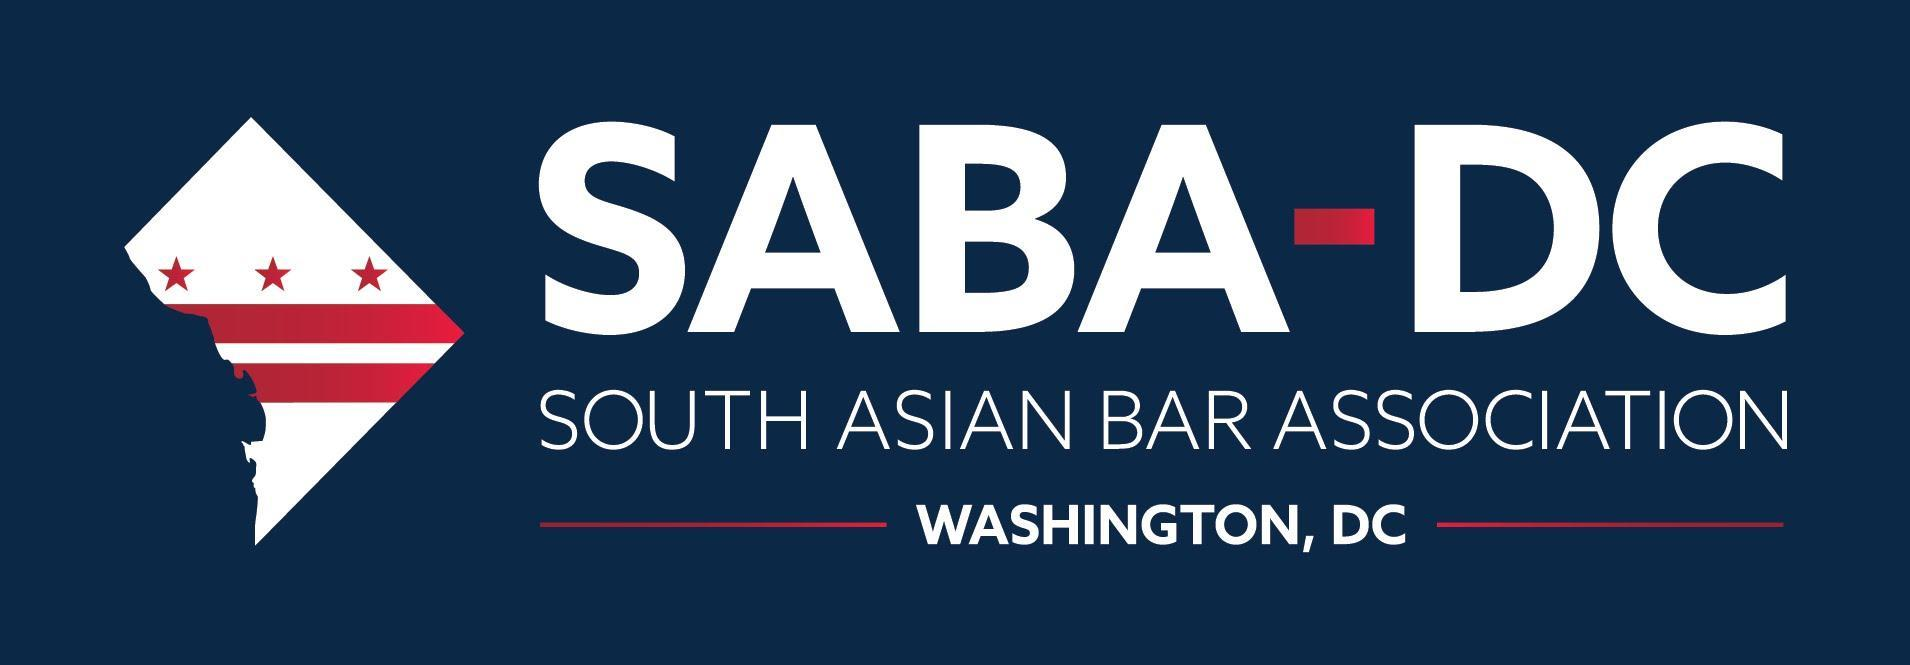 SABA-DC
SOUTH ASIAN BAR ASSOCIATION
WASHINGTON, DC